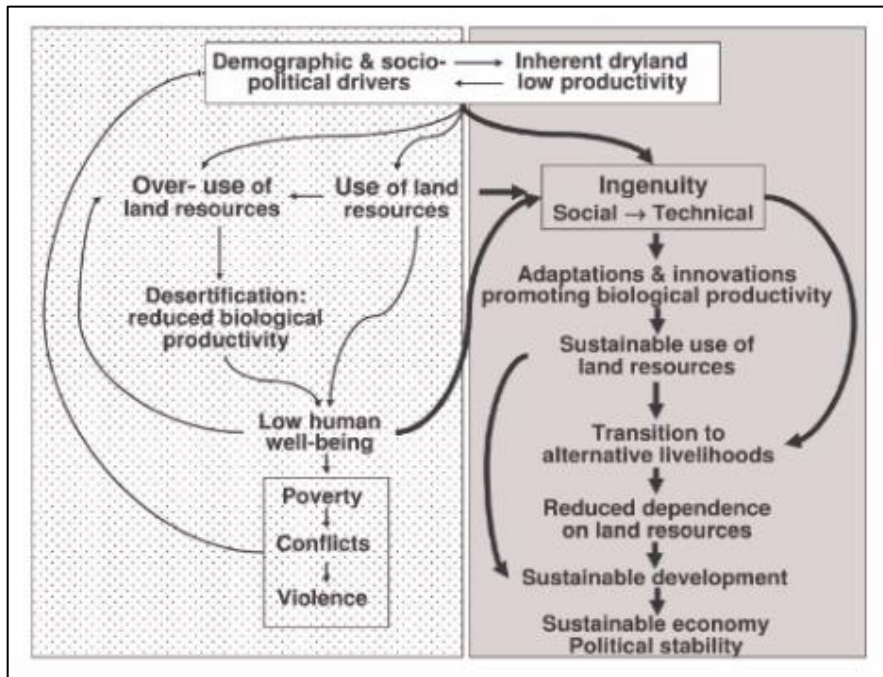 Demographic & socio-
political drivers
Inherent dryland
low productivity
Over- use of
land resources
Use of land
resources
Desertification:
reduced biological
productivity
Low human
well-being
Poverty
Conflicts
Violence
Ingenuity
Social → Technical
Adaptations & innovations
promoting biological productivity
Sustainable use of
land resources
Transition to
alternative livelihoods
Reduced dependence
on land resources
Sustainable development
Sustainable economy
Political stability